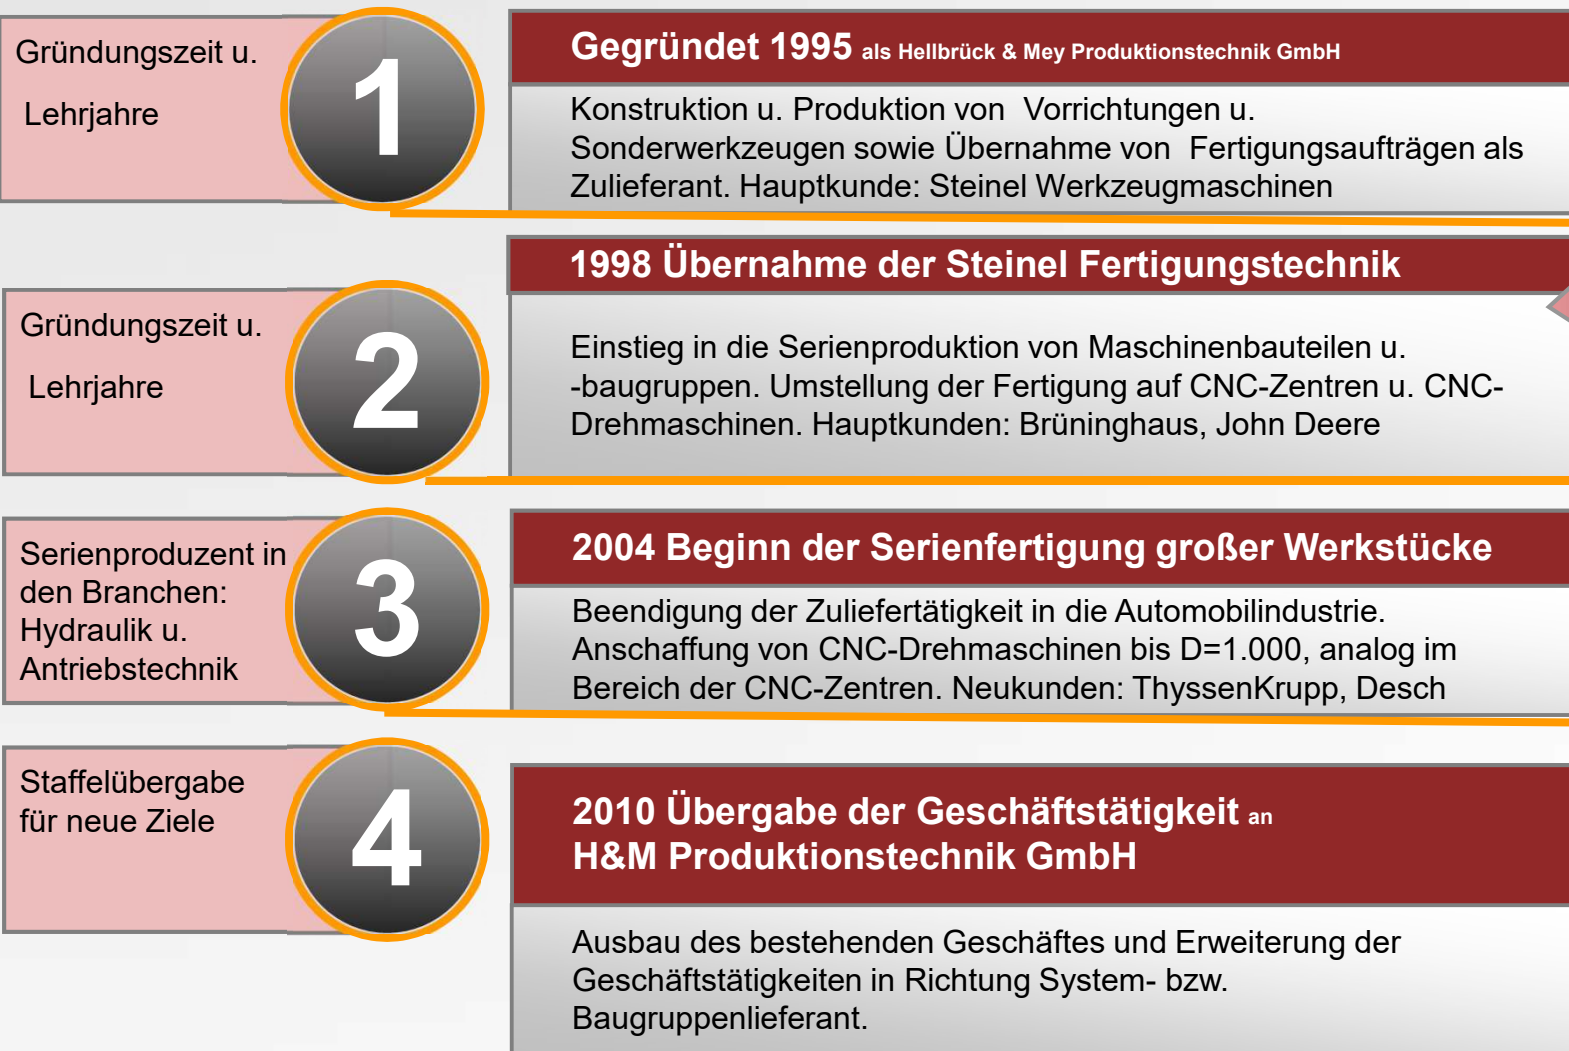 Gründungszeit u.
Lehrjahre
1
Gegründet 1995 als Hellbrück & Mey Produktionstechnik GmbH
Konstruktion u. Produktion von Vorrichtungen u.
Sonderwerkzeugen sowie Übernahme von Fertigungsaufträgen als
Zulieferant. Hauptkunde: Steinel Werkzeugmaschinen
Gründungszeit u.
Lehrjahre
2
1998 Übernahme der Steinel Fertigungstechnik
Einstieg in die Serienproduktion von Maschinenbauteilen u.
-baugruppen. Umstellung der Fertigung auf CNC-Zentren u. CNC-
Drehmaschinen. Hauptkunden: Brüninghaus, John Deere
Serienproduzent in
den Branchen:
Hydraulik u.
Antriebstechnik
3
2004 Beginn der Serienfertigung großer Werkstücke
Beendigung der Zuliefertätigkeit in die Automobilindustrie.
Anschaffung von CNC-Drehmaschinen bis D=1.000, analog im
Bereich der CNC-Zentren. Neukunden: ThyssenKrupp, Desch
Staffelübergabe
für neue Ziele
4
2010 Übergabe der Geschäftstätigkeit an
H&M Produktionstechnik GmbH
Ausbau des bestehenden Geschäftes und Erweiterung der
Geschäftstätigkeiten in Richtung System- bzw.
Baugruppenlieferant.